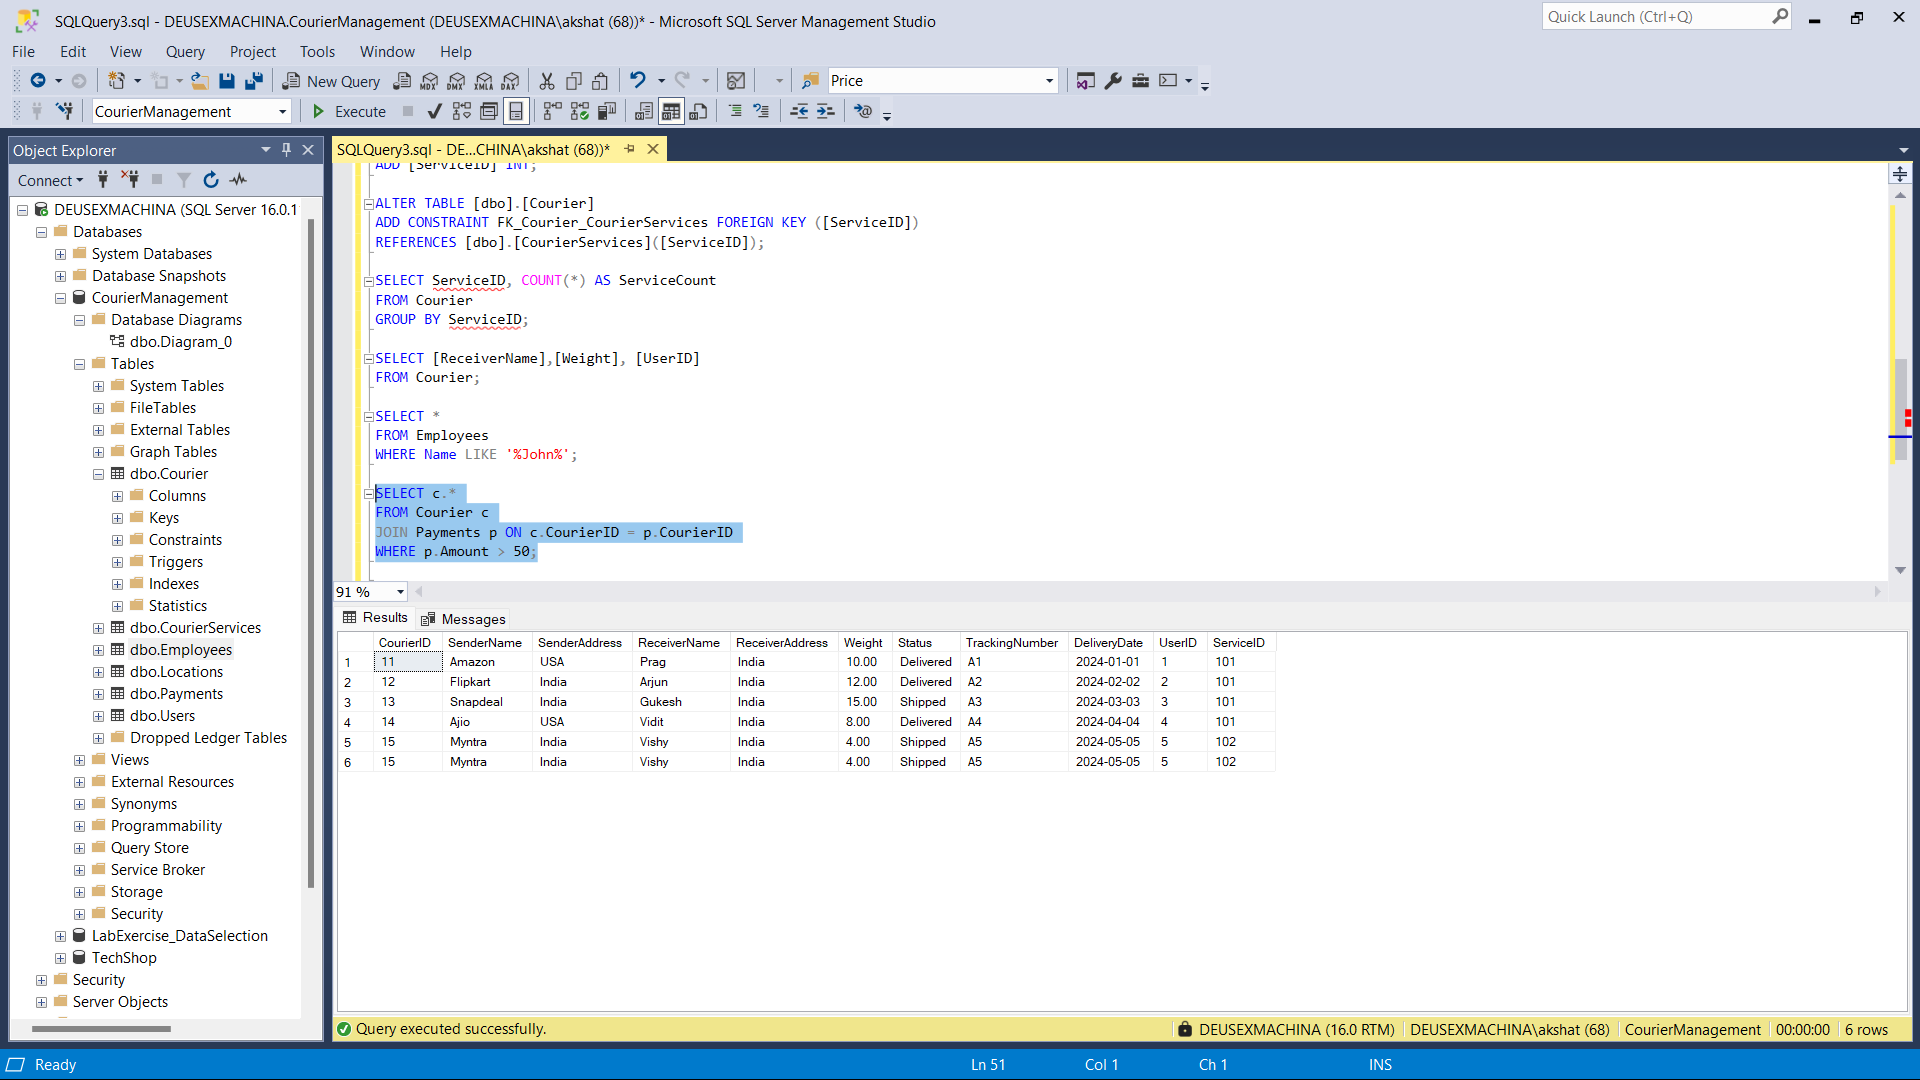 SQLQuery3.sql - DEUSEXMACHINA.CourierManagement (DEUSEXMACHINA\akshat (68))* - Microsoft SQL Server Management Studio
Quick Launch (Ctrl+Q)
File Edit View Query Project Tools Window Help
New Query MDX DMX XMLA DAX Price
CourierManagement Execute
Object Explorer
Connect
DEUSEXMACHINA (SQL Server 16.0.1
Databases
System Databases
Database Snapshots
CourierManagement
Database Diagrams
dbo.Diagram_0
Tables
System Tables
FileTables
External Tables
Graph Tables
dbo.Courier
Columns
Keys
Constraints
Triggers
Indexes
Statistics
dbo.CourierServices
dbo.Employees
dbo.Locations
dbo.Payments
dbo.Users
Dropped Ledger Tables
Views
External Resources
Synonyms
Programmability
Query Store
Service Broker
Storage
Security
LabExercise_DataSelection
TechShop
Security
Server Objects
SQLQuery3.sql - DE...CHINA\akshat (68))*
ADD [ServiceID] INT;
ALTER TABLE [dbo].[Courier]
ADD CONSTRAINT FK_Courier_CourierServices FOREIGN KEY ([ServiceID])
REFERENCES [dbo].[CourierServices]([ServiceID]);
SELECT ServiceID, COUNT(*) AS ServiceCount
FROM Courier
GROUP BY ServiceID;
SELECT [ReceiverName],[Weight], [UserID]
FROM Courier;
SELECT *
FROM Employees
WHERE Name LIKE '%John%';
SELECT c.*
FROM Courier c
JOIN Payments p ON c.CourierID = p.CourierID
WHERE p.Amount > 50;
91 %
Results Messages
CourierID SenderName SenderAddress ReceiverName ReceiverAddress Weight Status TrackingNumber DeliveryDate UserID ServiceID
1 11 Amazon USA Prag India 10.00 Delivered A1 2024-01-01 1 101
2 12 Flipkart India Arjun India 12.00 Delivered A2 2024-02-02 2 101
3 13 Snapdeal India Gukesh India 15.00 Shipped A3 2024-03-03 3 101
4 14 Ajio USA Vidit India 8.00 Delivered A4 2024-04-04 4 101
5 15 Myntra India Vishy India 4.00 Shipped A5 2024-05-05 5 102
6 15 Myntra India Vishy India 4.00 Shipped A5 2024-05-05 5 102
Query executed successfully. DEUSEXMACHINA (16.0 RTM) DEUSEXMACHINA\akshat (68) CourierManagement 00:00:00 6 rows
Ready Ln 51 Col 1 Ch 1 INS